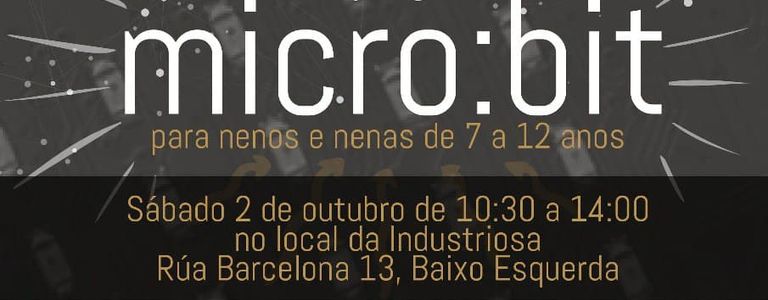 micro:bit
para nenos e nenas de 7 a 12 anos
Sábado 2 de outubro de 10:30 a 14:00
no local da Industriosa
Rúa Barcelona 13, Baixo Esquerda